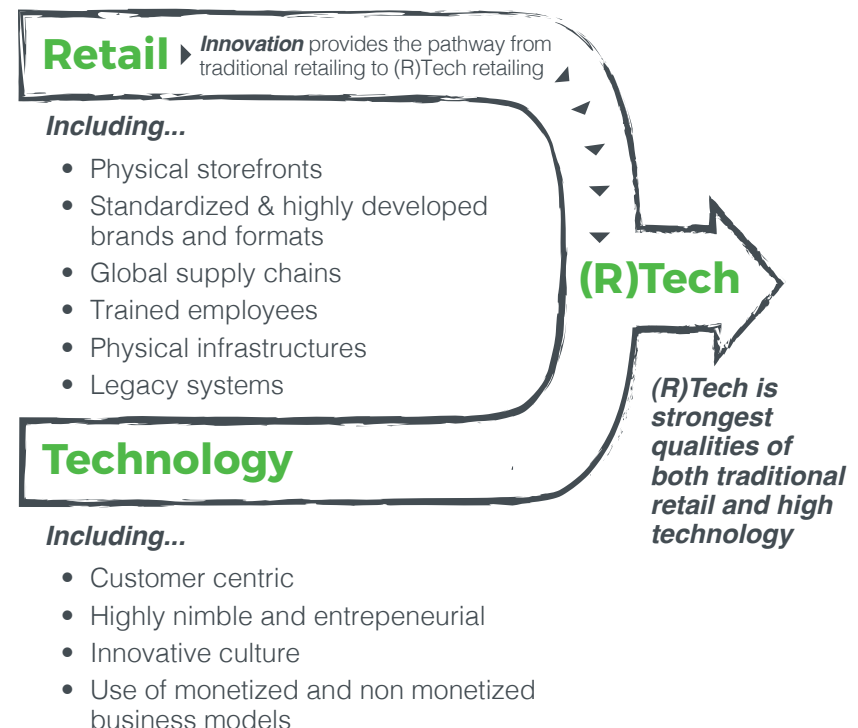 Retail
Innovation provides the pathway from
traditional retailing to (R)Tech retailing
Including...
• Physical storefronts
• Standardized & highly developed
brands and formats
• Global supply chains
• Trained employees
• Physical infrastructures
• Legacy systems
(R)Tech
(R)Tech is
strongest
qualities of
both traditional
retail and high
technology
Technology
Including...
• Customer centric
• Highly nimble and entrepeneurial
• Innovative culture
• Use of monetized and non monetized
business models